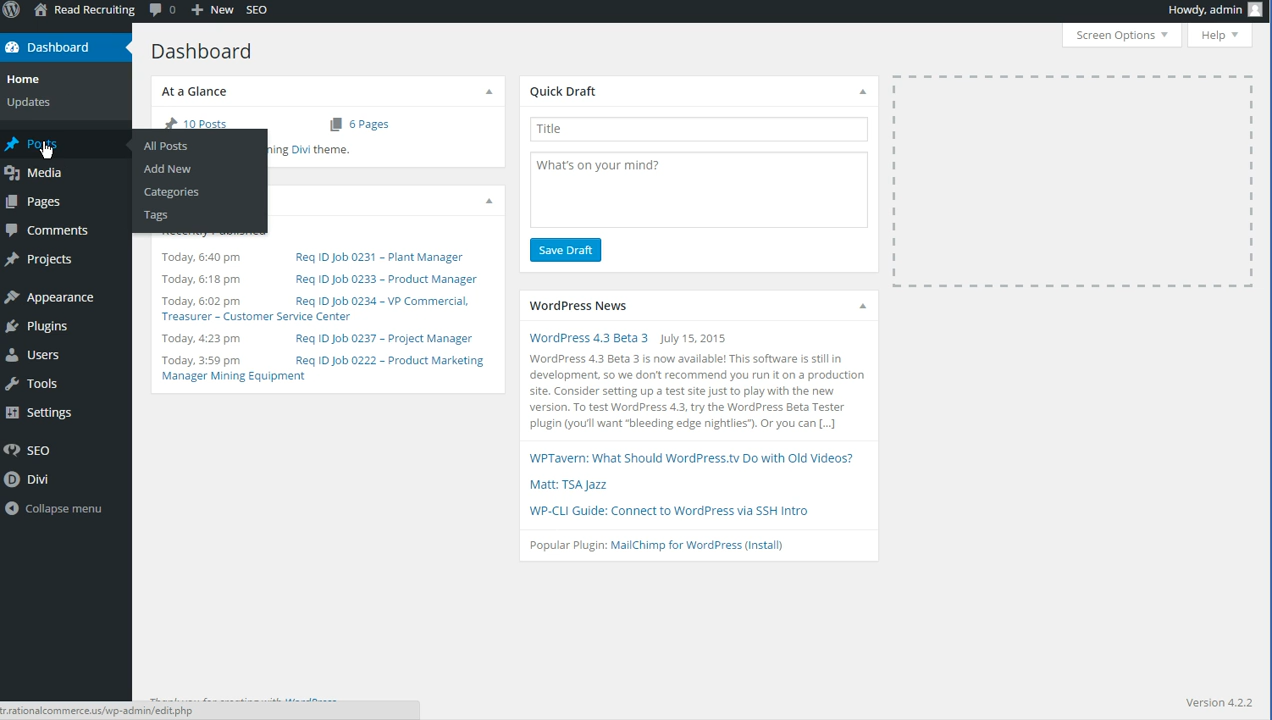 Read Recruiting 0 New SEO Howdy, admin
Dashboard
Home
Updates
Posts
Media
Pages
Comments
Projects
Appearance
Plugins
Users
Tools
Settings
SEO
Divi
Collapse menu
All Posts
Add New
Categories
Tags
Dashboard
Screen Options Help
At a Glance
10 Posts 6 Pages
Divi theme.
Recently Published
Today, 6:40 pm Req ID Job 0231 – Plant Manager
Today, 6:18 pm Req ID Job 0233 – Product Manager
Today, 6:02 pm Req ID Job 0234 – VP Commercial,
Treasurer – Customer Service Center
Today, 4:23 pm Req ID Job 0237 – Project Manager
Today, 3:59 pm Req ID Job 0222 – Product Marketing
Manager Mining Equipment
Quick Draft
Title
What's on your mind?
Save Draft
WordPress News
WordPress 4.3 Beta 3 July 15, 2015
WordPress 4.3 Beta 3 is now available! This software is still in
development, so we don't recommend you run it on a production
site. Consider setting up a test site just to play with the new
version. To test WordPress 4.3, try the WordPress Beta Tester
plugin (you'll want "bleeding edge nightlies"). Or you can [...]
WPTavern: What Should WordPress.tv Do with Old Videos?
Matt: TSA Jazz
WP-CLI Guide: Connect to WordPress via SSH Intro
Popular Plugin: MailChimp for WordPress (Install)
Thank you for creating with WordPress
Version 4.2.2
tr.rationalcommerce.us/wp-admin/edit.php